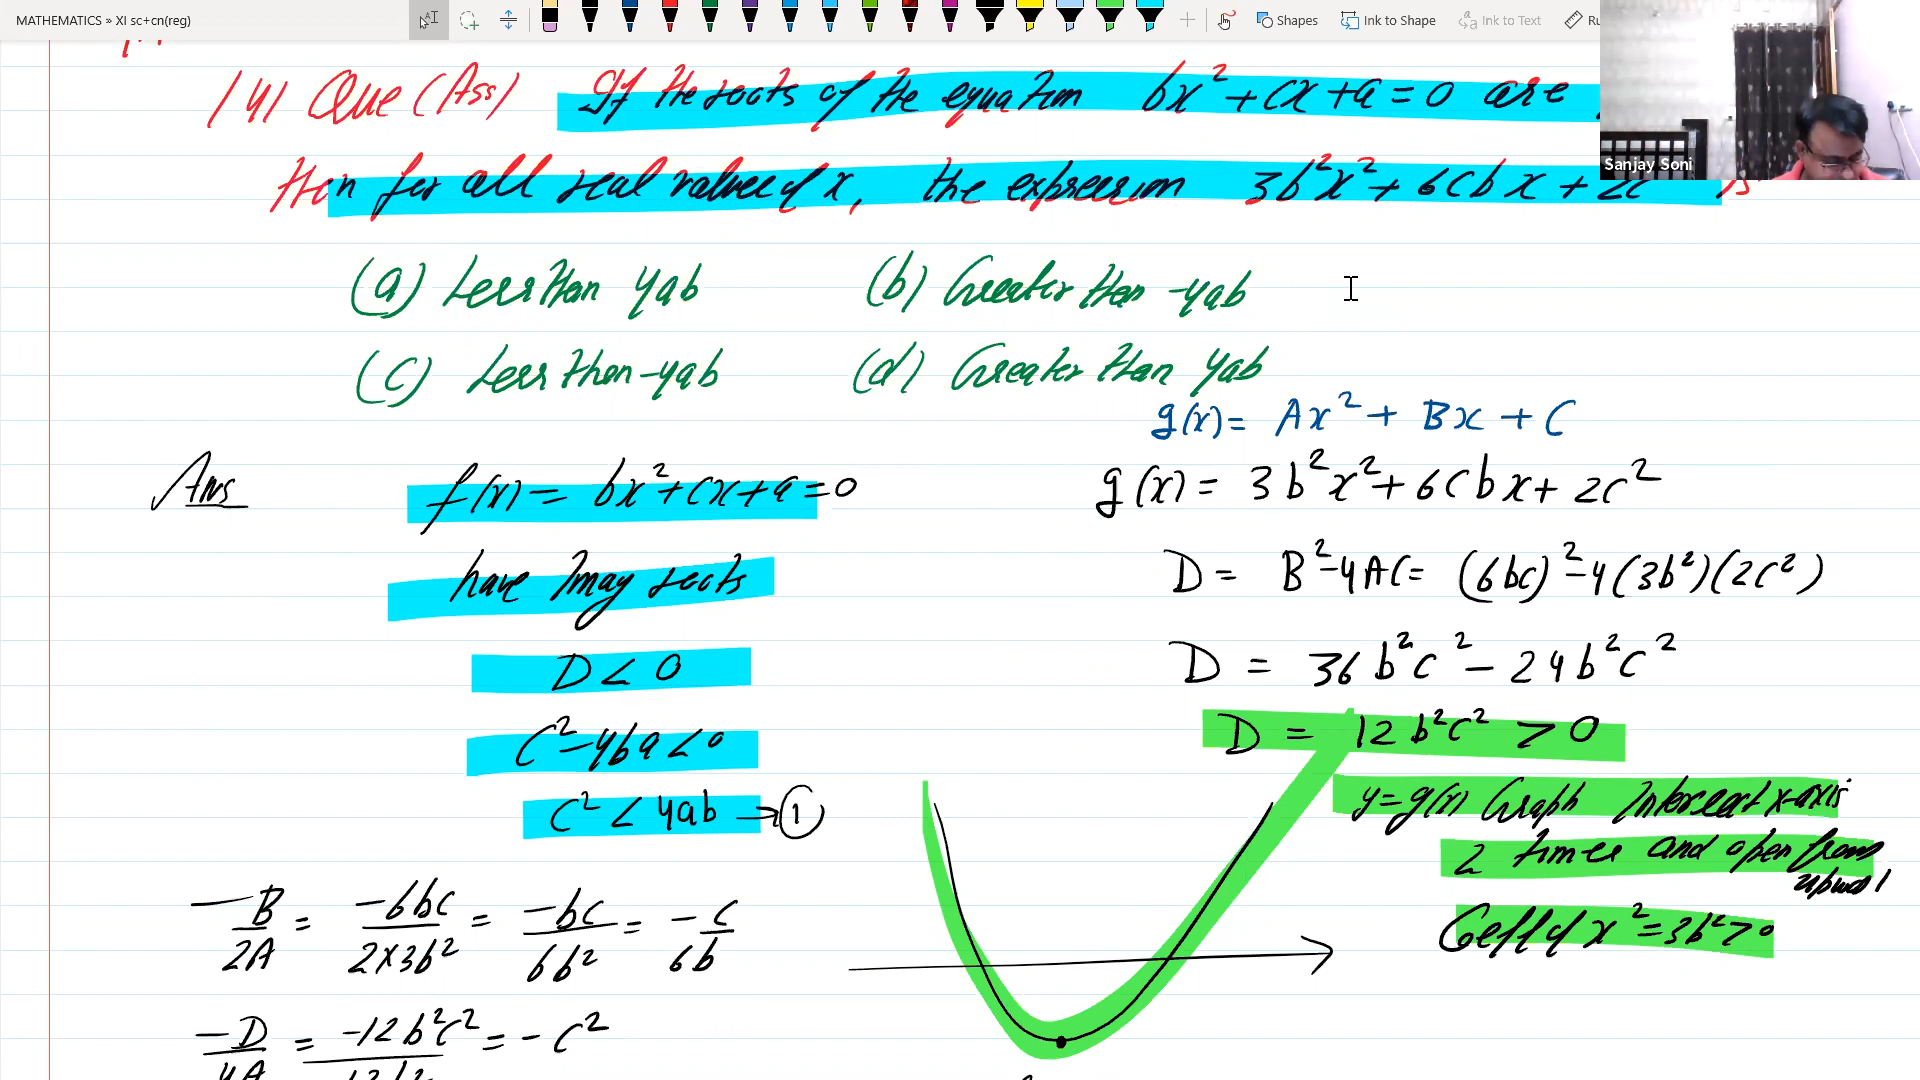 MATHEMATICS » XI sc+cn(reg)
Shapes Ink to Shape Ink to Text Ru
Sanjay Soni
14) Que (Ass) If the roots of the equation bx²+cx+a=0 are
then for all real values of x, the expression 3b²x²+6cbx+2c is
(a) Less than 4ab (b) Greater than -4ab
(c) Less than -4ab (d) Greater than 4ab
g(x)= Ax² + Bx + C
Ans f(x) = bx²+cx+a=0 g(x) = 3b²x²+6cbx+2c²
have Imag roots D = B²-4AC= (6bc)²-4(3b²)(2c²)
D < 0 D = 36b²c² - 24b²c²
C²-4ba<0 D = 12b²c² > 0
C² < 4ab → ① y=g(x) Graph Intersect x-axis
2 times and open from
upward
-B/2A = -6bc/2×3b² = -bc/6b² = -c/6b Coeff of x²=3b²>0
-D/4A = -12b²c² = -c²